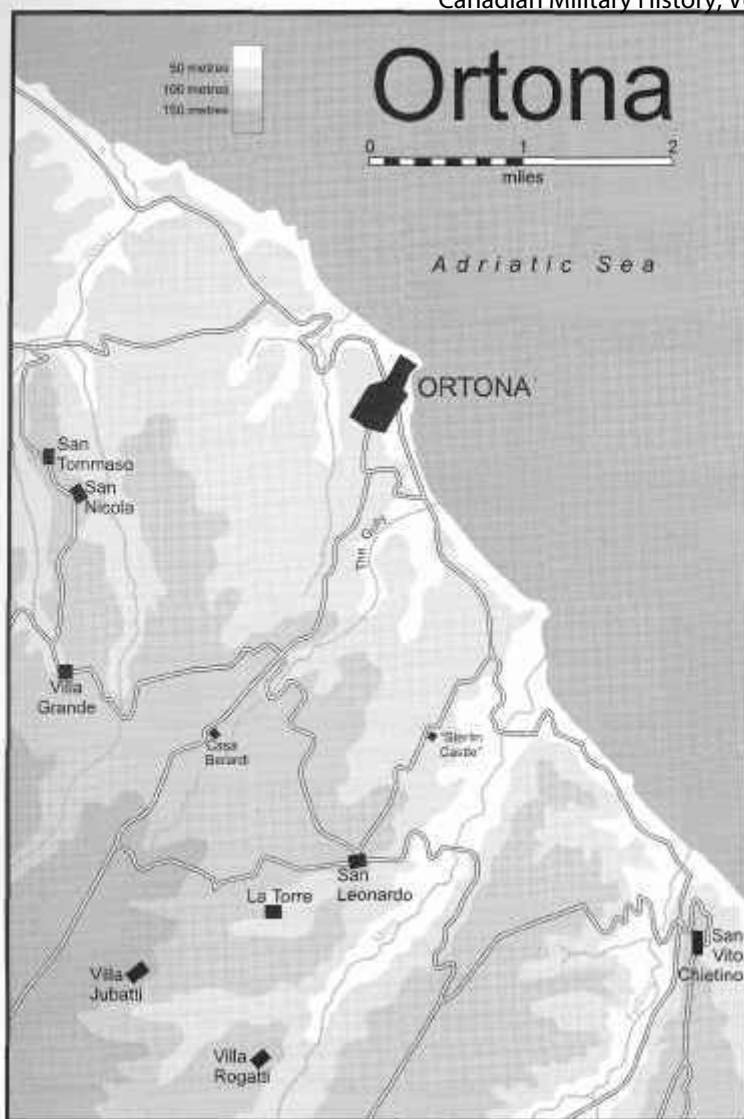 Canadian Military History,
50 metres
100 metres
150 metres
Ortona
0 1 2
miles
Adriatic Sea
ORTONA
San
Tommaso
San
Nicola
The Gully
Villa
Grande
Casa
Berardi
"Sterlin
Castle"
San
Leonardo
La Torre
San
Vito
Chietino
Villa
Jubatti
Villa
Rogatti